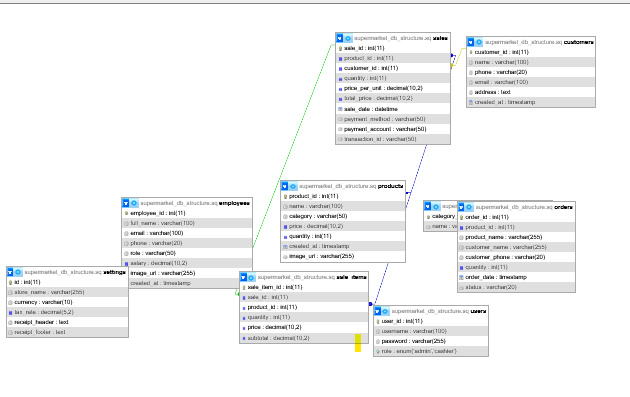 supermarket_db_structure.sq sales
sale_id : int(11)
product_id : int(11)
customer_id : int(11)
quantity : int(11)
price_per_unit : decimal(10,2)
total_price : decimal(10,2)
sale_date : datetime
payment_method : varchar(50)
payment_account : varchar(50)
transaction_id : varchar(50)
supermarket_db_structure.sq customers
customer_id : int(11)
name : varchar(100)
phone : varchar(20)
email : varchar(100)
address : text
created_at : timestamp
supermarket_db_structure.sq products
product_id : int(11)
name : varchar(100)
category : varchar(50)
price : decimal(10,2)
quantity : int(11)
created_at : timestamp
image_url : varchar(255)
supermarket_db_structure.sq employees
employee_id : int(11)
full_name : varchar(100)
email : varchar(100)
phone : varchar(20)
role : varchar(50)
salary : decimal(10,2)
image_url : varchar(255)
created_at : timestamp
supermarket
category_
name : va
supermarket_db_structure.sq orders
order_id : int(11)
product_id : int(11)
product_name : varchar(255)
customer_name : varchar(255)
customer_phone : varchar(20)
quantity : int(11)
order_date : timestamp
status : varchar(20)
supermarket_db_structure.sq settings
id : int(11)
store_name : varchar(255)
currency : varchar(10)
tax_rate : decimal(5,2)
receipt_header : text
receipt_footer : text
supermarket_db_structure.sq sale_items
sale_item_id : int(11)
sale_id : int(11)
product_id : int(11)
quantity : int(11)
price : decimal(10,2)
subtotal : decimal(10,2)
supermarket_db_structure.sq users
user_id : int(11)
username : varchar(100)
password : varchar(255)
role : enum('admin','cashier')